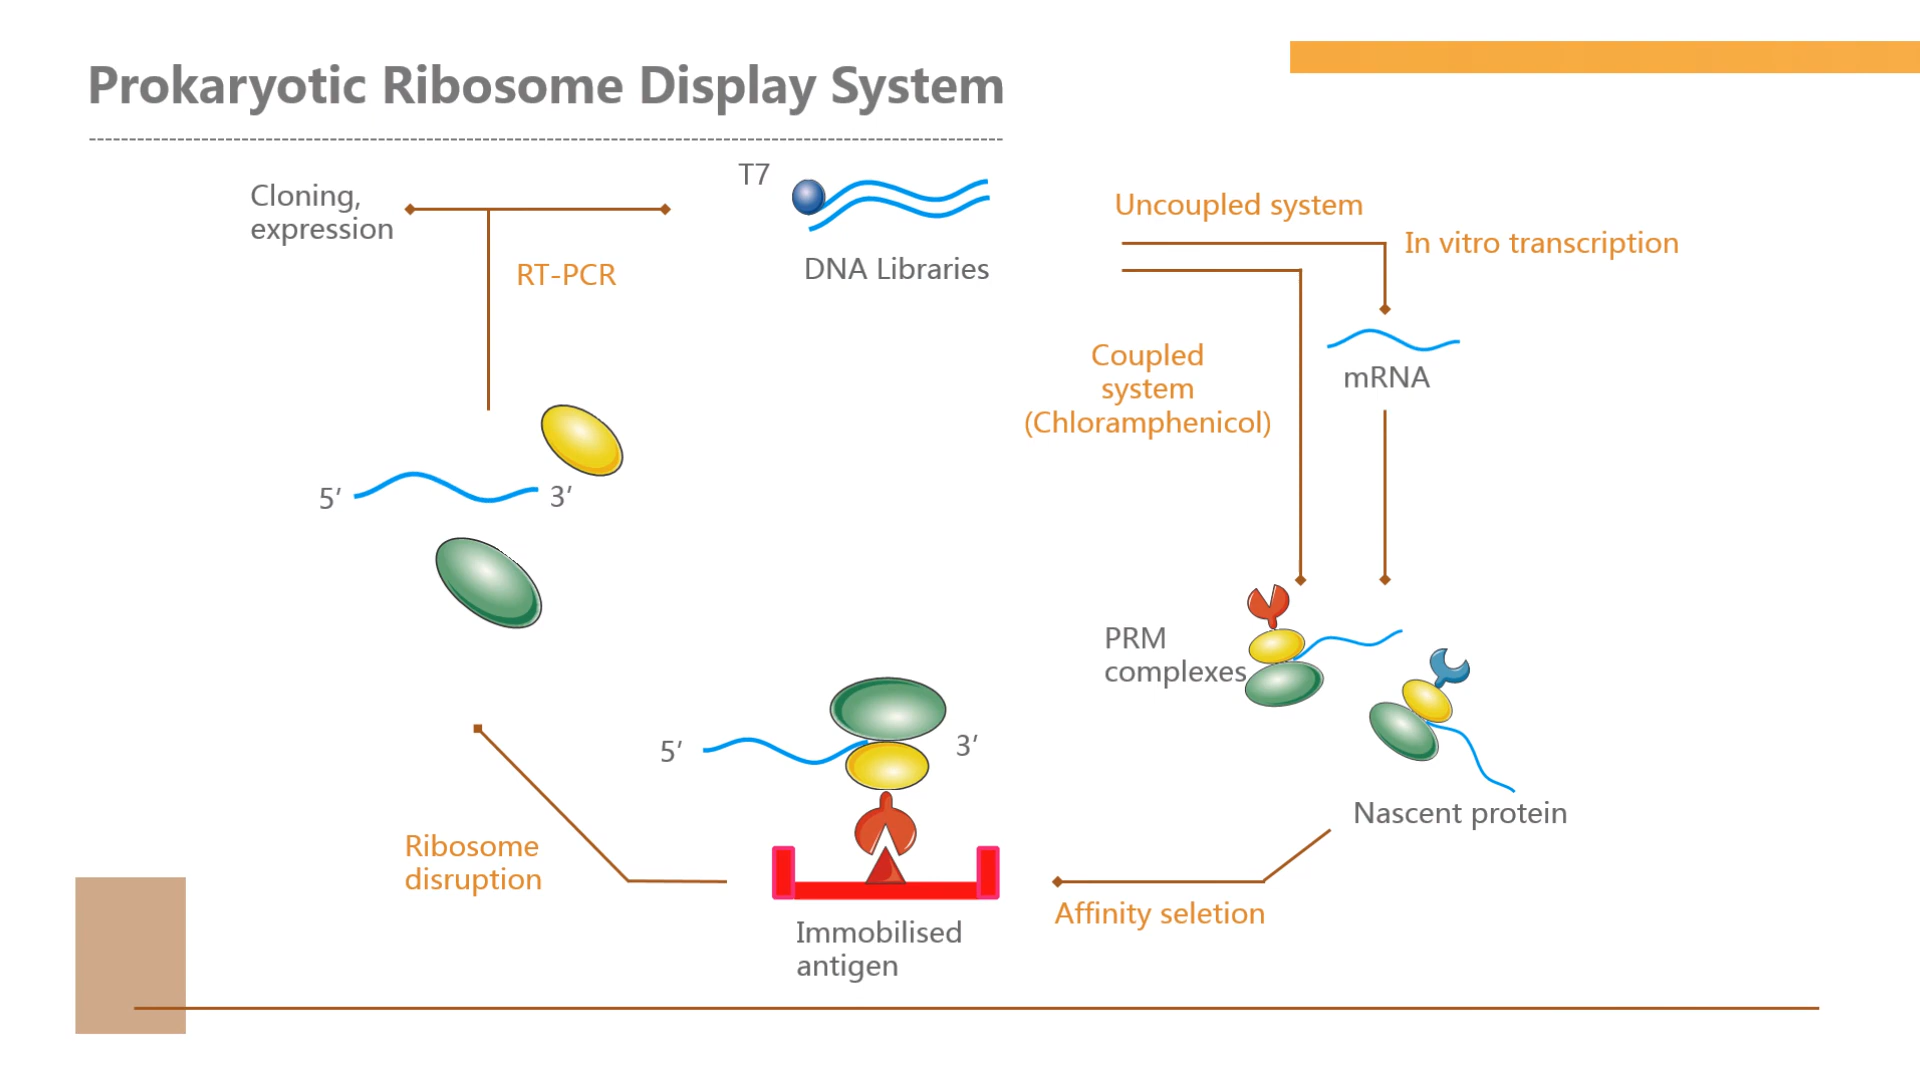 Prokaryotic Ribosome Display System
Cloning,
expression
RT-PCR
T7
DNA Libraries
Uncoupled system
In vitro transcription
Coupled
system
(Chloramphenicol)
mRNA
5′
3′
PRM
complexes
Nascent protein
5′
3′
Ribosome
disruption
Affinity seletion
Immobilised
antigen